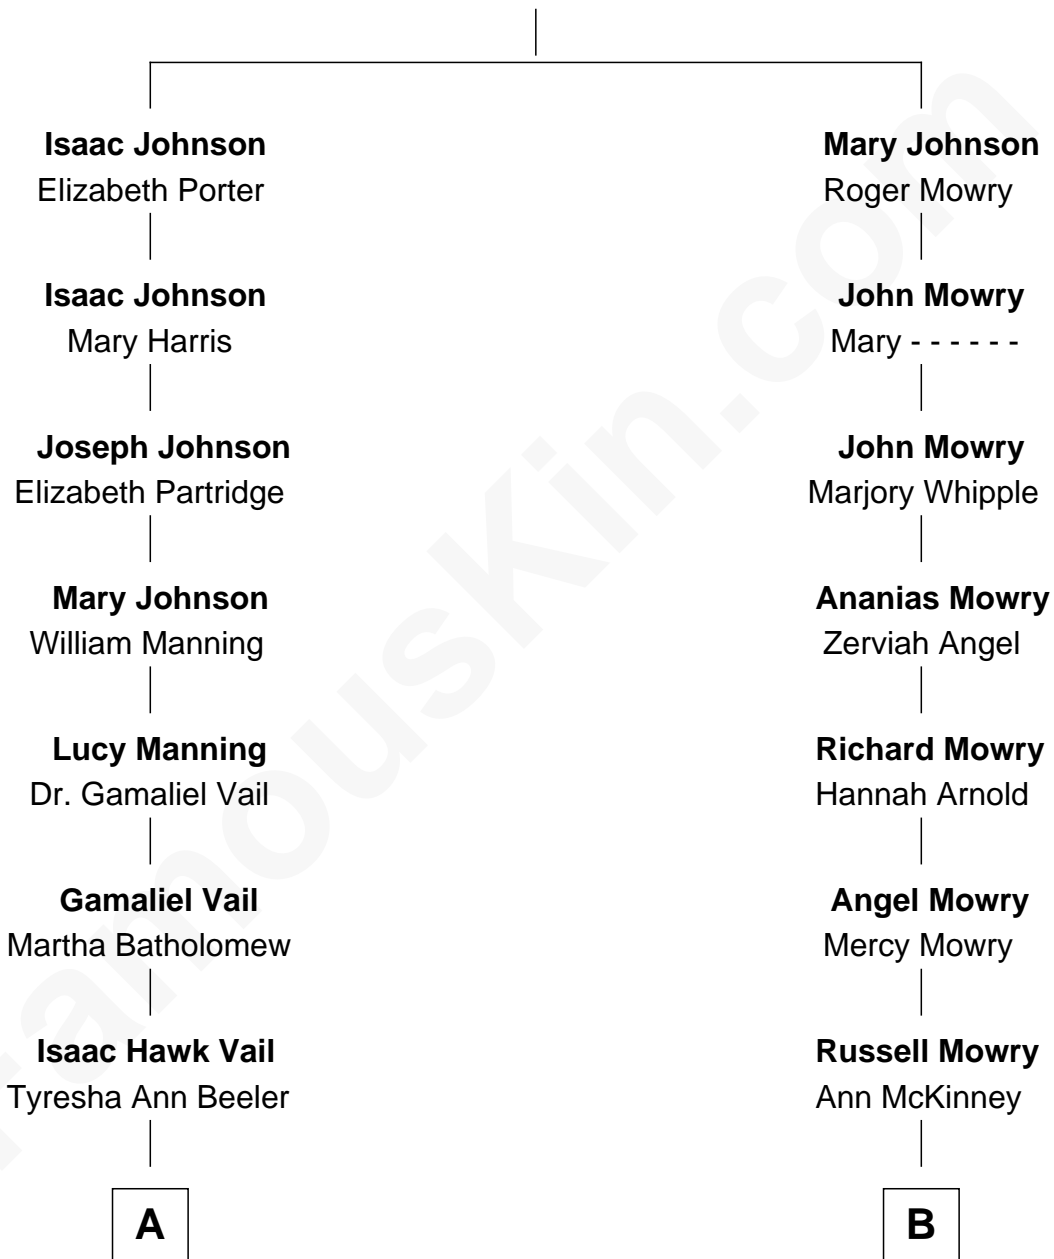 Isaac Johnson
Elizabeth Porter
Isaac Johnson
Mary Harris
Joseph Johnson
Elizabeth Partridge
Mary Johnson
William Manning
Lucy Manning
Dr. Gamaliel Vail
Gamaliel Vail
Martha Batholomew
Isaac Hawk Vail
Tyresha Ann Beeler
A
Mary Johnson
Roger Mowry
John Mowry
Mary - - - - - -
John Mowry
Marjory Whipple
Ananias Mowry
Zerviah Angel
Richard Mowry
Hannah Arnold
Angel Mowry
Mercy Mowry
Russell Mowry
Ann McKinney
B
FamousKin.com